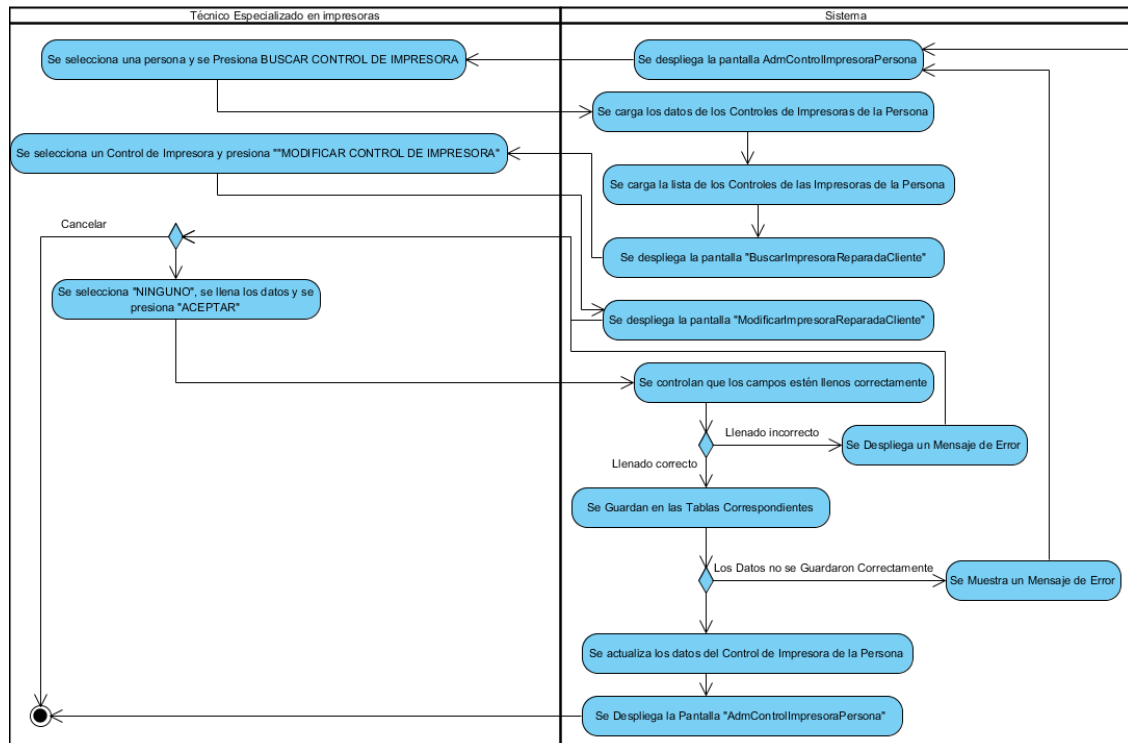 Técnico Especializado en impresoras
Sistema
Se selecciona una persona y se Presiona BUSCAR CONTROL DE IMPRESORA
Se despliega la pantalla AdmControlImpresoraPersona
Se carga los datos de los Controles de Impresoras de la Persona
Se selecciona un Control de Impresora y presiona ""MODIFICAR CONTROL DE IMPRESORA"
Se carga la lista de los Controles de las Impresoras de la Persona
Cancelar
Se despliega la pantalla "BuscarImpresoraReparadaCliente"
Se selecciona "NINGUNO", se llena los datos y se
presiona "ACEPTAR"
Se despliega la pantalla "ModificarImpresoraReparadaCliente"
Se controlan que los campos estén llenos correctamente
Llenado incorrecto
Se Despliega un Mensaje de Error
Llenado correcto
Se Guardan en las Tablas Correspondientes
Los Datos no se Guardaron Correctamente
Se Muestra un Mensaje de Error
Se actualiza los datos del Control de Impresora de la Persona
Se Despliega la Pantalla "AdmControlImpresoraPersona"